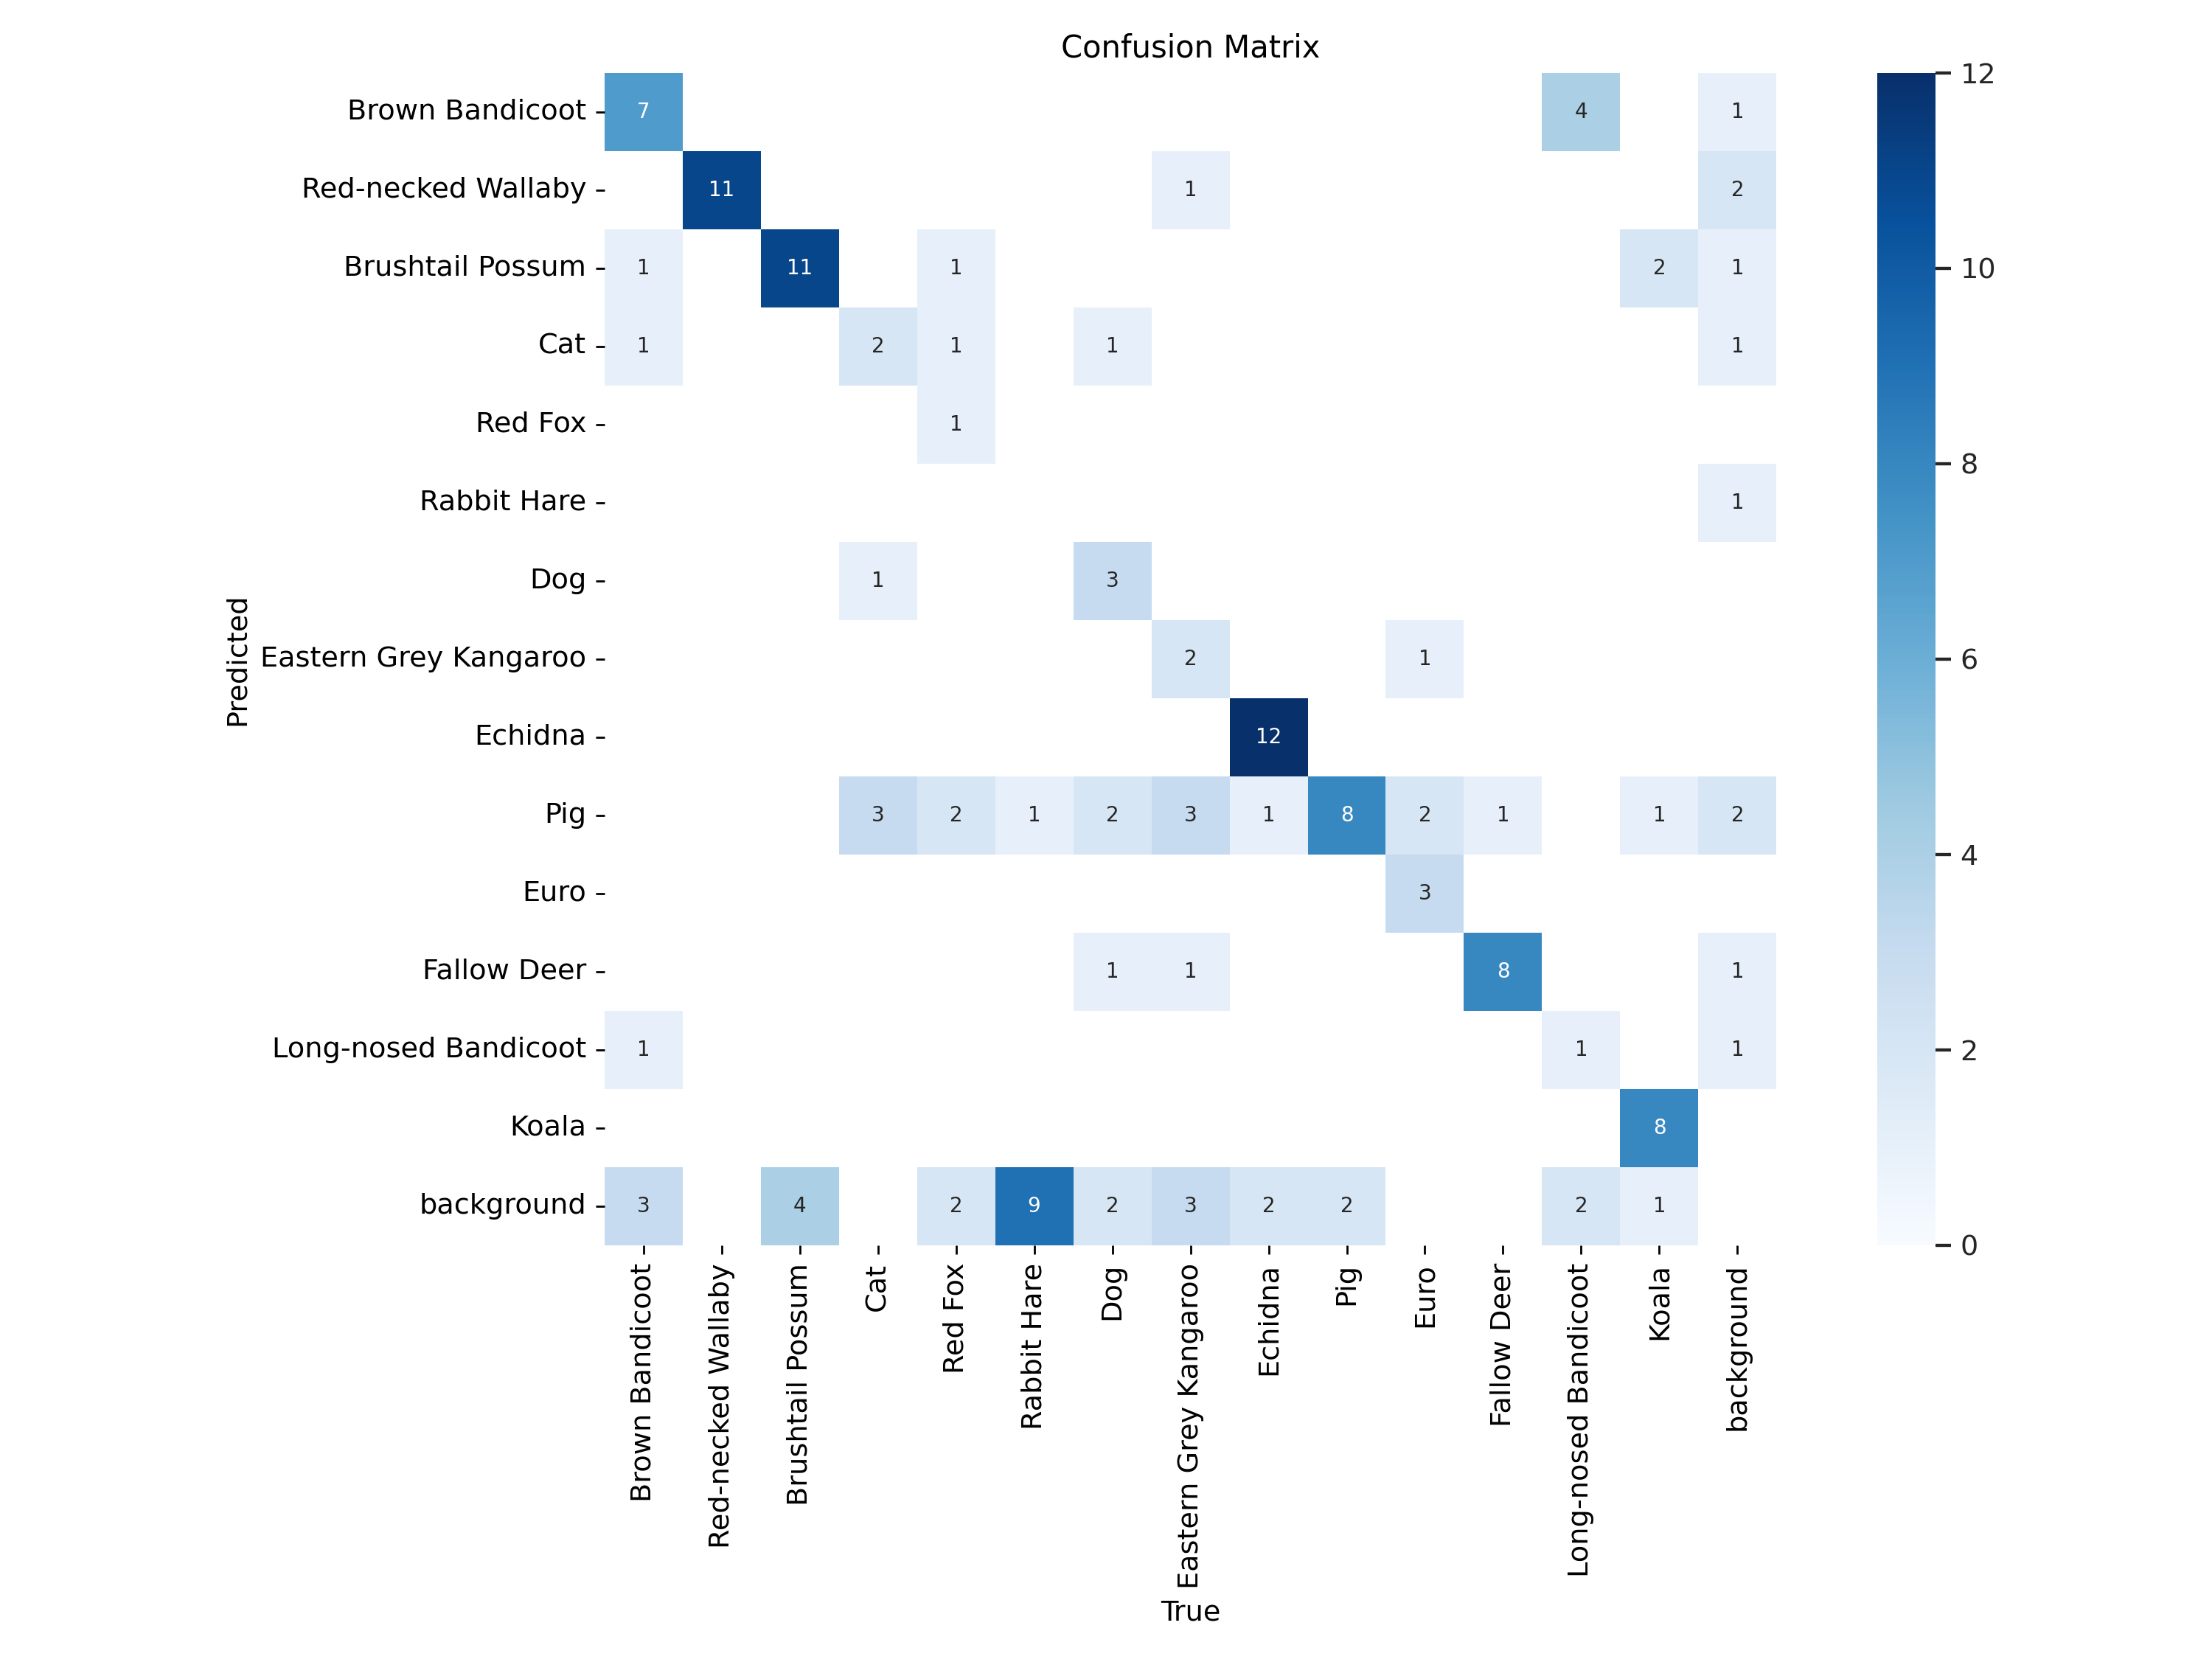 Confusion Matrix
Brown Bandicoot 7 4 1
Red-necked Wallaby 11 1 2
Brushtail Possum 1 11 1 2 1
Cat 1 2 1 1 1
Red Fox 1
Rabbit Hare 1
Dog 1 3
Eastern Grey Kangaroo 2 1
Echidna 12
Pig 3 2 1 2 3 1 8 2 1 1 2
Euro 3
Fallow Deer 1 1 8 1
Long-nosed Bandicoot 1 1 1
Koala 8
background 3 4 2 9 2 3 2 2 2 1
Predicted
Brown Bandicoot
Red-necked Wallaby
Brushtail Possum
Cat
Red Fox
Rabbit Hare
Dog
Eastern Grey Kangaroo
Echidna
Pig
Euro
Fallow Deer
Long-nosed Bandicoot
Koala
background
True
12
10
8
6
4
2
0